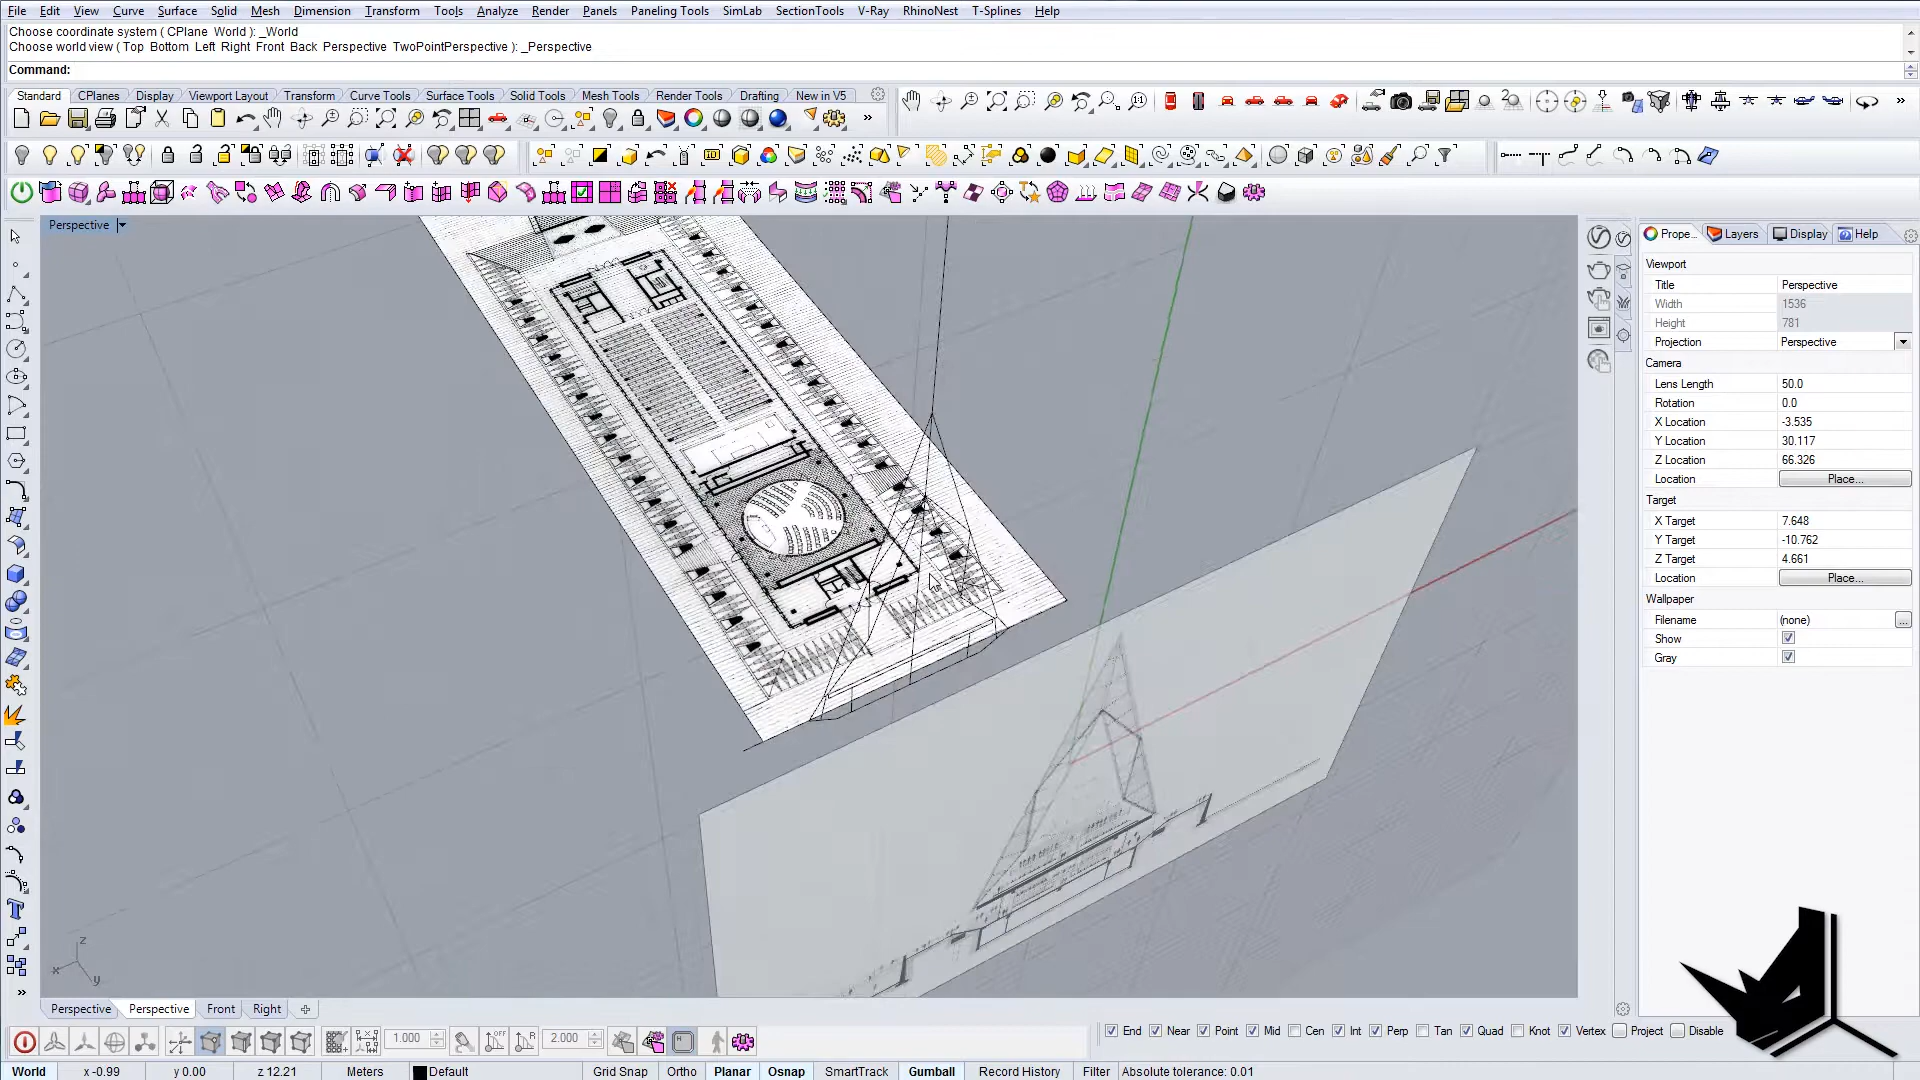 File Edit View Curve Surface Solid Mesh Dimension Transform Tools Analyze Render Panels Paneling Tools SimLab SectionTools V-Ray RhinoNest T-Splines Help
Choose coordinate system ( CPlane World ): _World
Choose world view ( Top Bottom Left Right Front Back Perspective TwoPointPerspective ): _Perspective
Command:
Standard CPlanes Display Viewport Layout Transform Curve Tools Surface Tools Solid Tools Mesh Tools Render Tools Drafting New in V5
Perspective
Prope... Layers Display Help
Viewport
Title Perspective
Width 1536
Height 781
Projection Perspective
Camera
Lens Length 50.0
Rotation 0.0
X Location -3.535
Y Location 30.117
Z Location 66.326
Location Place...
Target
X Target 7.648
Y Target -10.762
Z Target 4.661
Location Place...
Wallpaper
Filename (none) ...
Show
Gray
z
x
y
Perspective Perspective Front Right
1.000 2.000
End Near Point Mid Cen Int Perp Tan Quad Knot Vertex Project Disable
World x -0.99 y 0.00 z 12.21 Meters Default Grid Snap Ortho Planar Osnap SmartTrack Gumball Record History Filter Absolute tolerance: 0.01